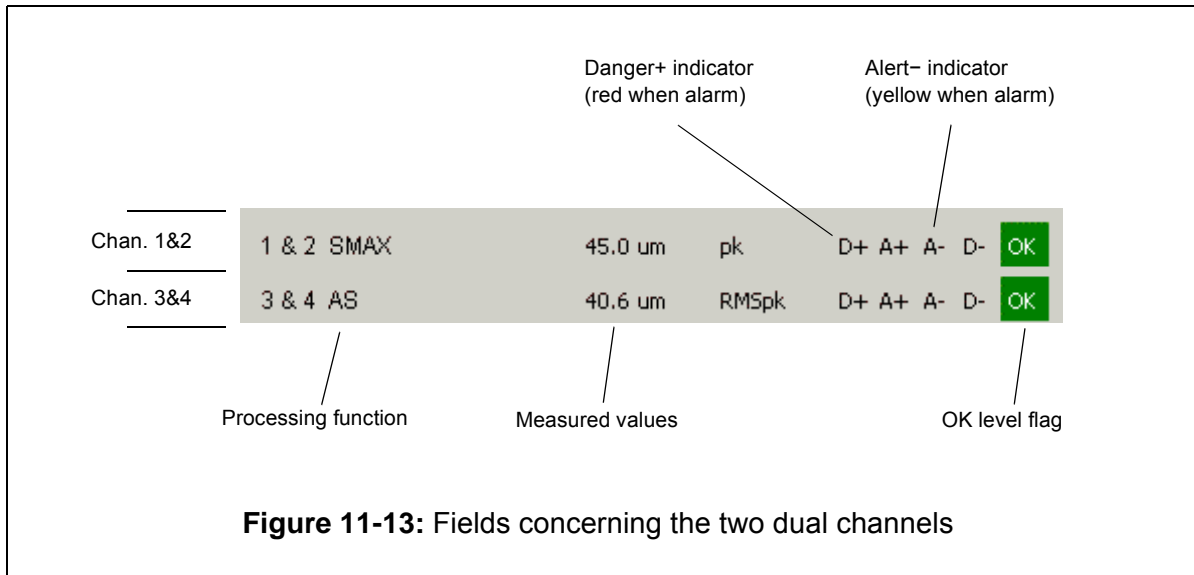 Danger+ indicator
(red when alarm)
Alert− indicator
(yellow when alarm)
Chan. 1&2
1 & 2 SMAX 45.0 um pk D+ A+ A- D- OK
Chan. 3&4
3 & 4 AS 40.6 um RMSpk D+ A+ A- D- OK
Processing function
Measured values
OK level flag
Figure 11-13: Fields concerning the two dual channels